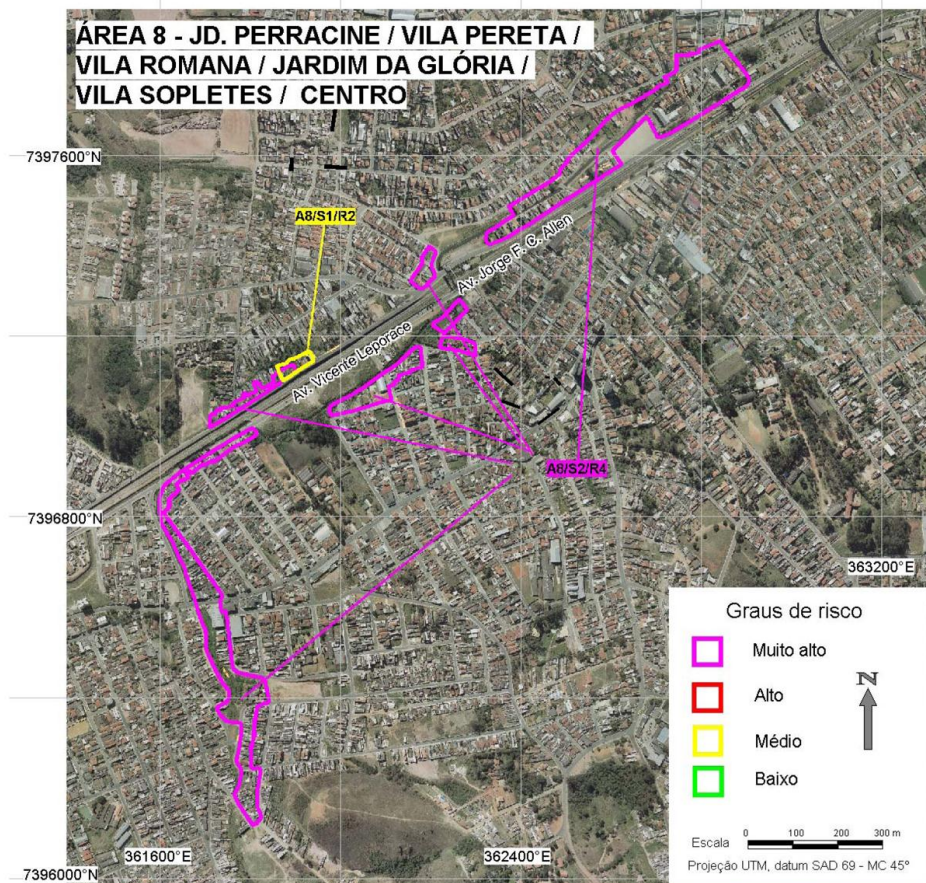 ÁREA 8 - JD. PERRACINE / VILA PERETA /
VILA ROMANA / JARDIM DA GLÓRIA /
VILA SOPLETES / CENTRO
7397600°N
A8/S1/R2
Av. Jorge F. C. Allen
Av. Vicente Leporace
A8/S2/R4
7396800°N
363200°E
Graus de risco
Muito alto
Alto
N
Médio
Baixo
361600°E
362400°E
Escala 0 100 200 300 m
Projeção UTM, datum SAD 69 - MC 45º
7396000°N